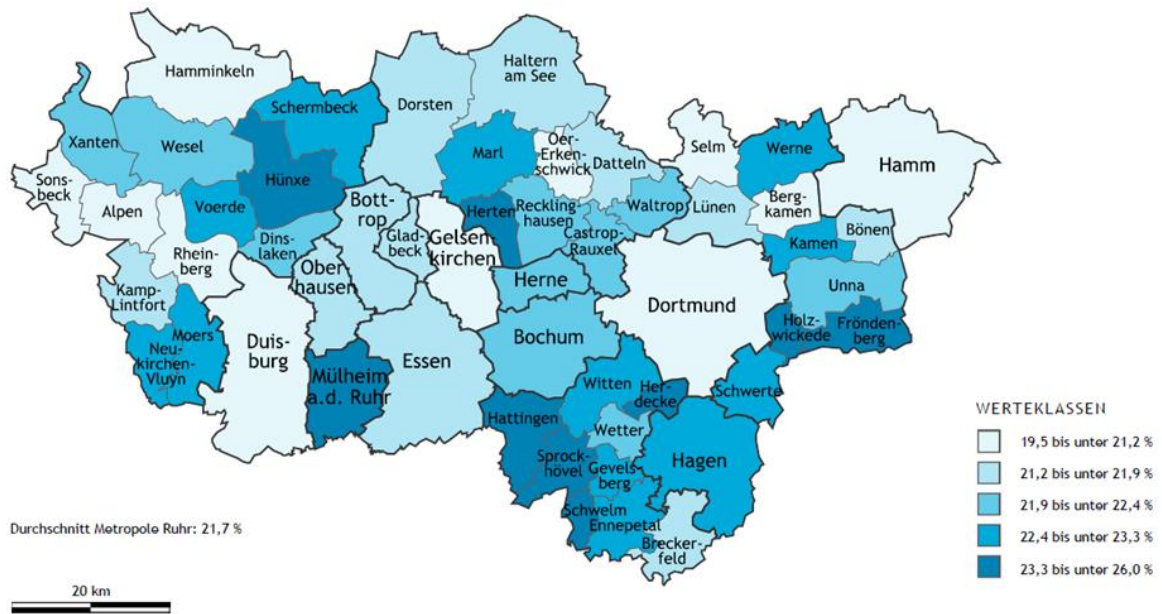 Hamminkeln
Haltern
am See
Schermbeck
Dorsten
Xanten
Wesel
Marl
Oer-
Erken-
schwick
Datteln
Selm
Werne
Hamm
Sons-
beck
Hünxe
Alpen
Voerde
Bott-
rop
Herten
Reckling-
hausen
Waltrop
Lünen
Berg-
kamen
Dins-
laken
Glad-
beck
Gelsen
kirchen
Castrop-
Rauxel
Kamen
Bönen
Rhein-
berg
Ober
hausen
Herne
Unna
Kamp-
Lintfort
Dortmund
Holz-
wickede
Frönden-
berg
Moers
Neu-
kirchen-
Vluyn
Duis-
burg
Essen
Bochum
Mülheim
a.d. Ruhr
Witten
Her-
decke
Schwerte
Hattingen
Wetter
Sprock-
hövel
Gevels-
berg
Hagen
Schwelm
Ennepetal
Brecker-
feld
WERTEKLASSEN
19,5 bis unter 21,2 %
21,2 bis unter 21,9 %
21,9 bis unter 22,4 %
22,4 bis unter 23,3 %
23,3 bis unter 26,0 %
Durchschnitt Metropole Ruhr: 21,7 %
20 km